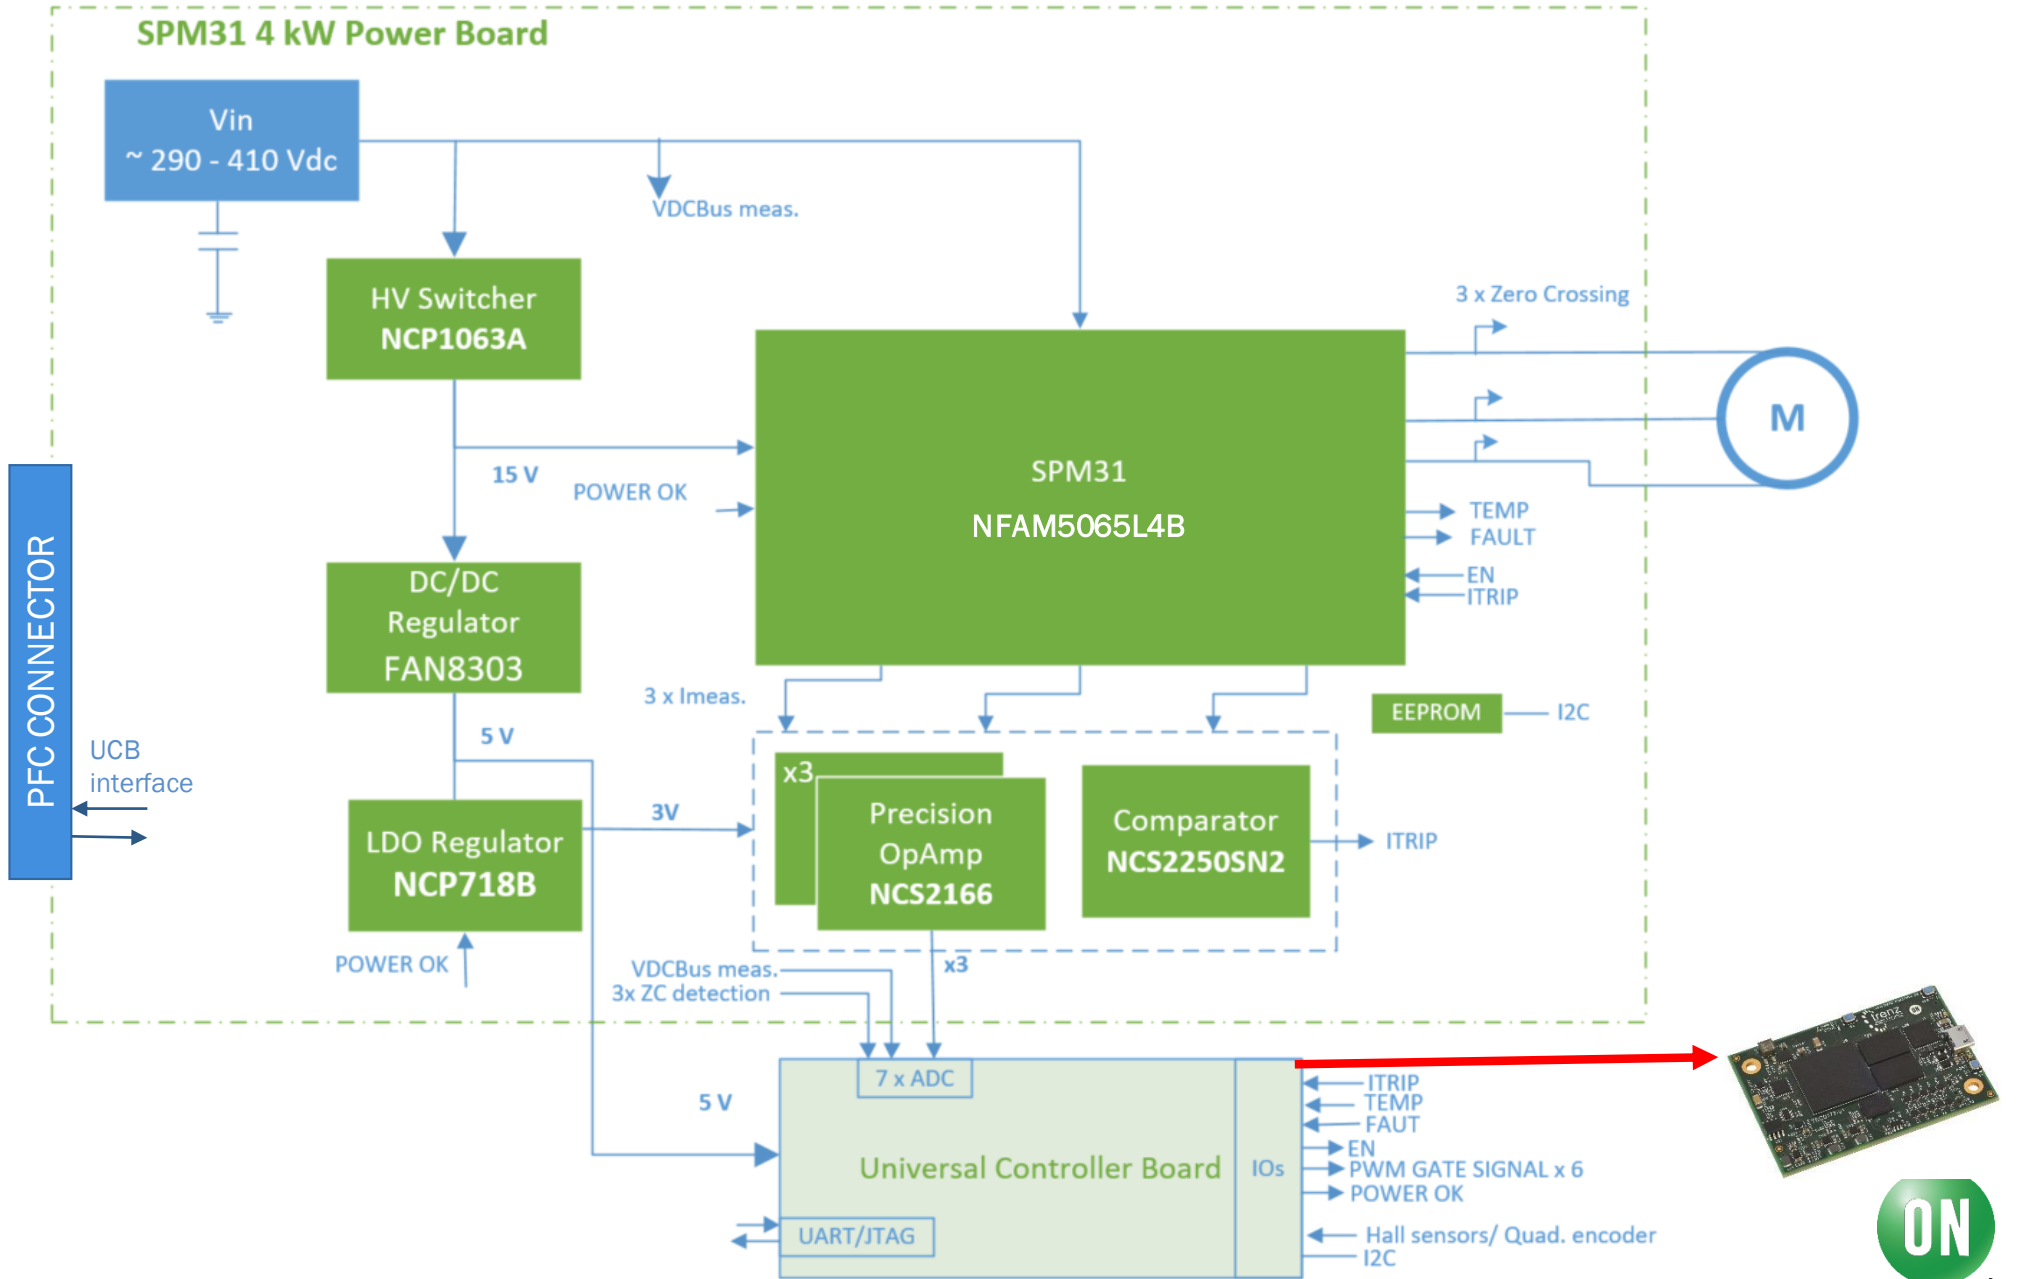 SPM31 4 kW Power Board
Vin
~ 290 - 410 Vdc
VDCBus meas.
HV Switcher
NCP1063A
3 x Zero Crossing
M
15 V
POWER OK
SPM31
NFAM5065L4B
TEMP
FAULT
EN
ITRIP
PFC CONNECTOR
UCB
interface
DC/DC
Regulator
FAN8303
3 x Imeas.
EEPROM
I2C
5 V
LDO Regulator
NCP718B
3V
x3
Precision
OpAmp
NCS2166
Comparator
NCS2250SN2
ITRIP
POWER OK
VDCBus meas.
3x ZC detection
x3
7 x ADC
5 V
Universal Controller Board
UART/JTAG
IOs
ITRIP
TEMP
FAUT
EN
PWM GATE SIGNAL x 6
POWER OK
Hall sensors/ Quad. encoder
I2C
trenz
ON